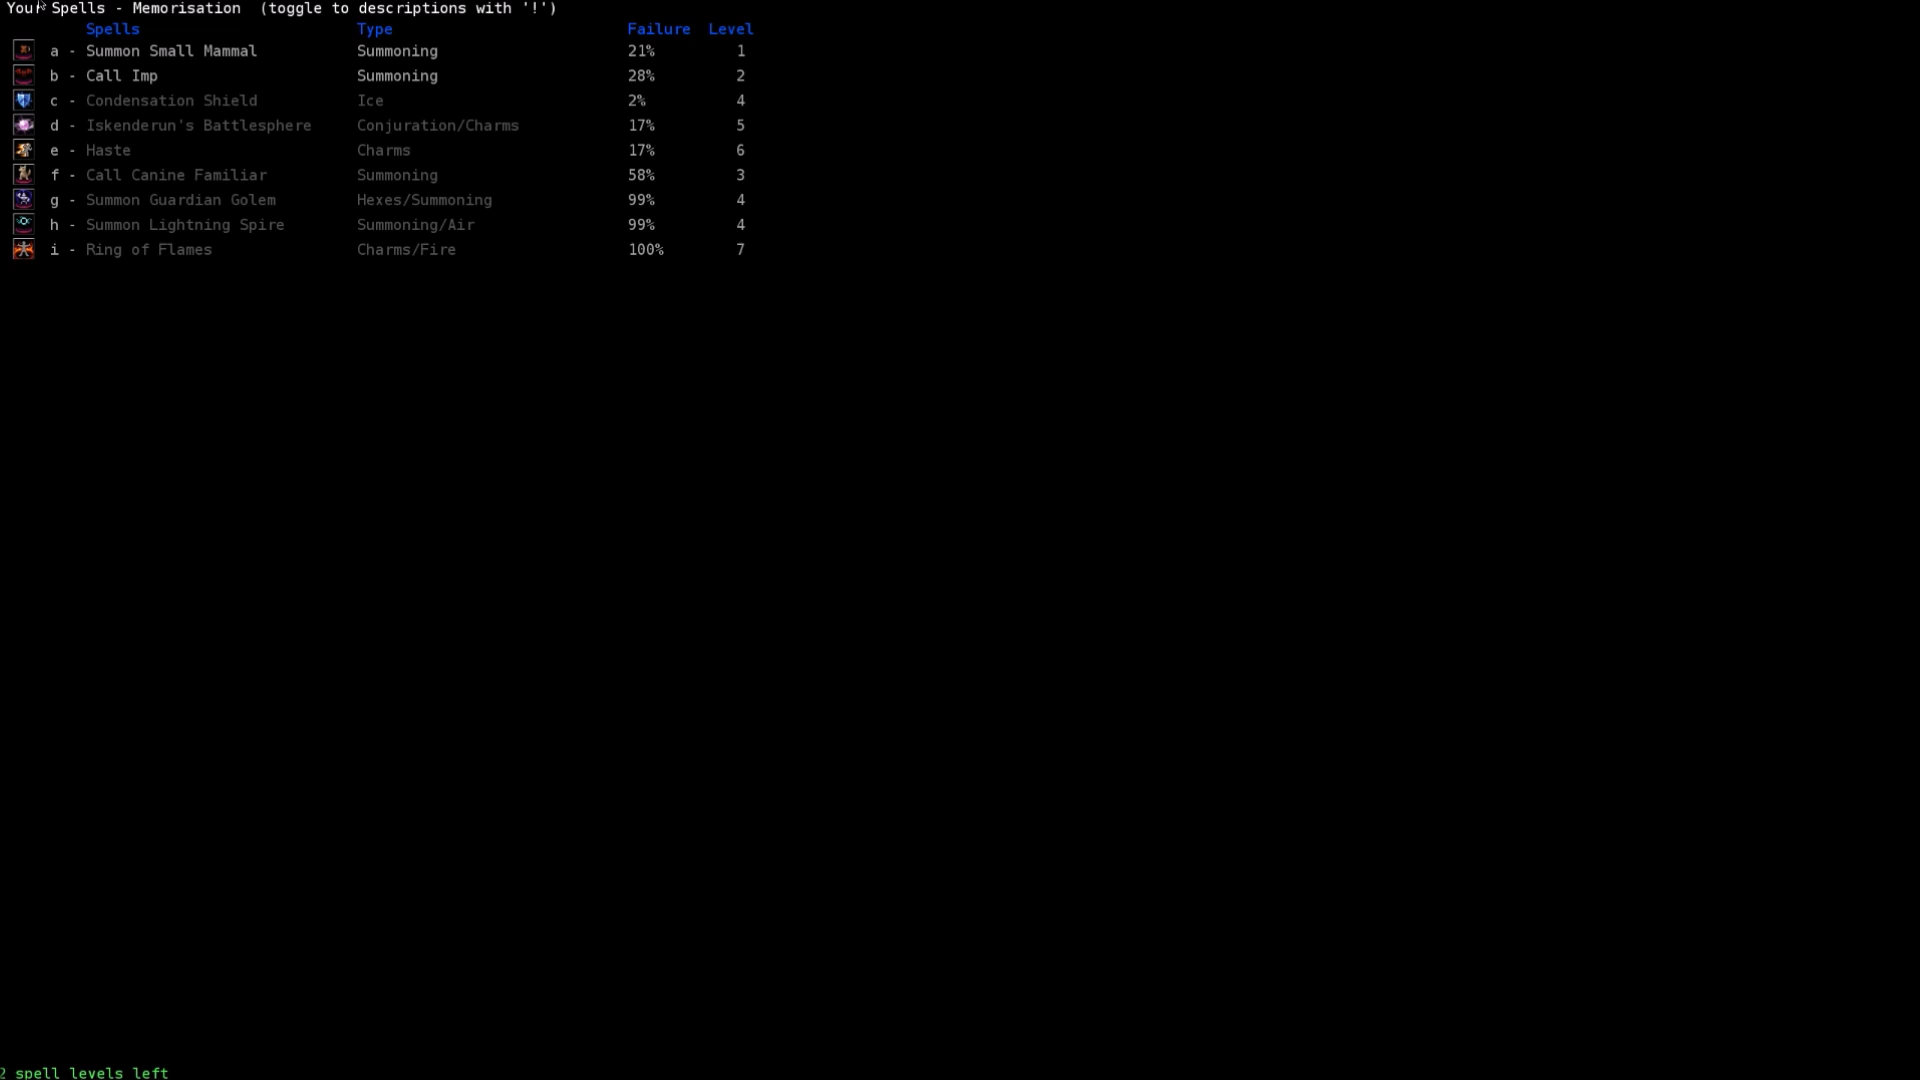 Your Spells - Memorisation  (toggle to descriptions with '!')
Spells Type Failure Level
a - Summon Small Mammal Summoning 21% 1
b - Call Imp Summoning 28% 2
c - Condensation Shield Ice 2% 4
d - Iskenderun's Battlesphere Conjuration/Charms 17% 5
e - Haste Charms 17% 6
f - Call Canine Familiar Summoning 58% 3
g - Summon Guardian Golem Hexes/Summoning 99% 4
h - Summon Lightning Spire Summoning/Air 99% 4
i - Ring of Flames Charms/Fire 100% 7
2 spell levels left